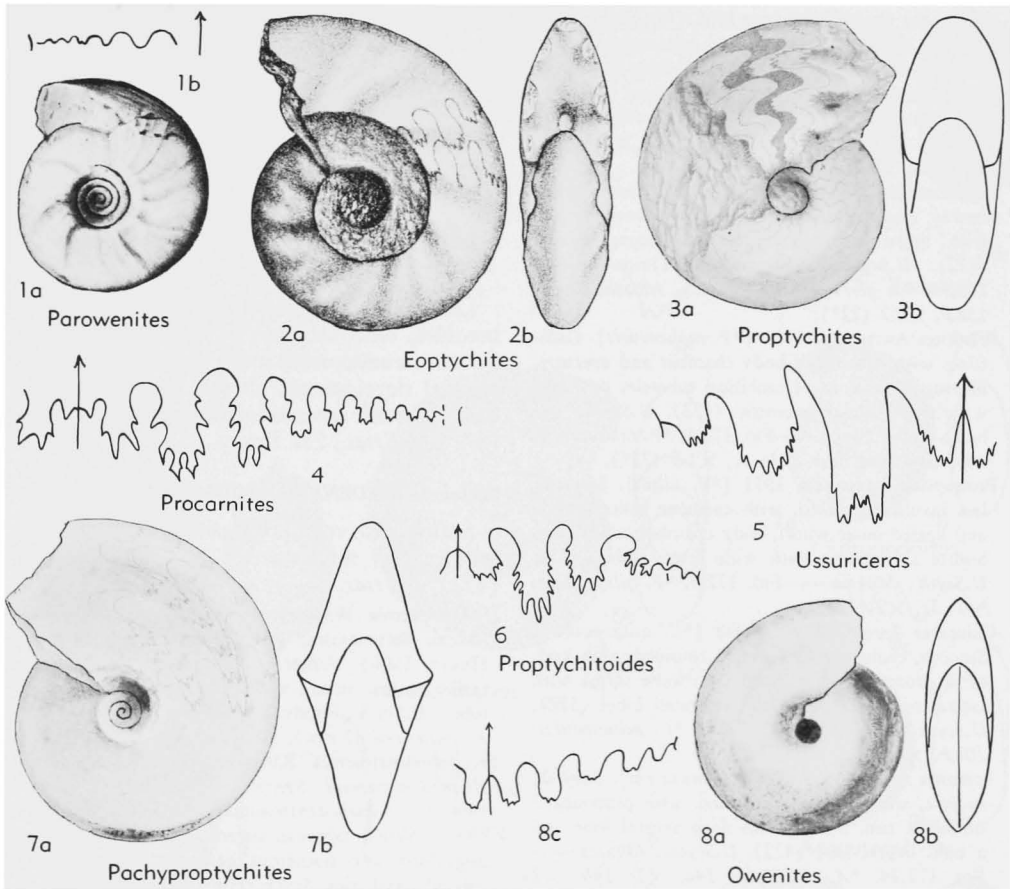 1b
1a
Parowenites
2a
2b
Eoptychites
3a
3b
Proptychites
4
Procarnites
5
Ussuriceras
6
Proptychitoides
7a
7b
Pachyproptychites
8c
8a
8b
Owenites